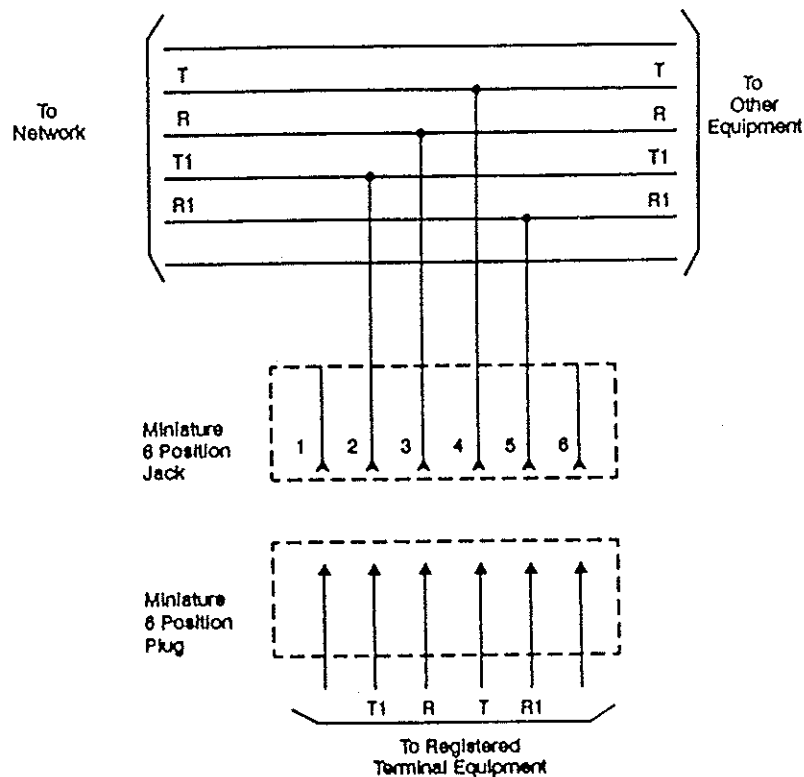 T T
To
Network
To
Other
Equipment
R R
T1 T1
R1 R1
Miniature
6 Position
Jack
1 2 3 4 5 6
Miniature
6 Position
Plug
T1 R T R1
To Registered
Terminal Equipment